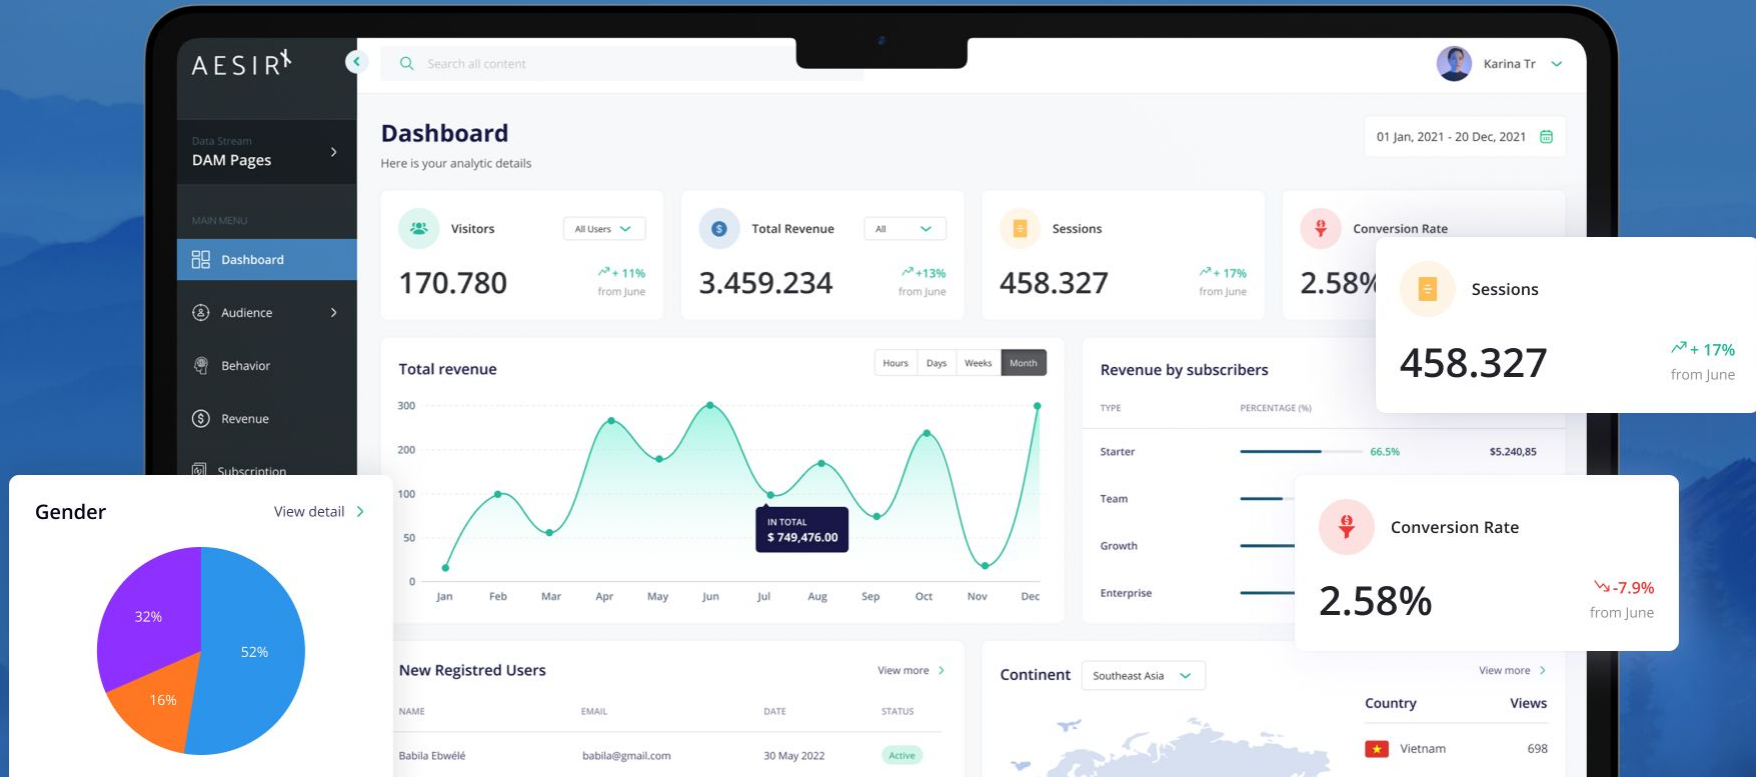 AESIR
Search all content
Karina Tr
Data Stream
DAM Pages
MAIN MENU
Dashboard
Audience
Behavior
Revenue
Subscription
Dashboard
Here is your analytic details
01 Jan, 2021 - 20 Dec, 2021
Visitors
All Users
170.780
+ 11%
from June
Total Revenue
All
3.459.234
+13%
from June
Sessions
458.327
+ 17%
from June
Conversion Rate
2.58%
Sessions
458.327
+ 17%
from June
Total revenue
Hours Days Weeks Month
300
200
100
50
0
IN TOTAL
$ 749,476.00
Jan Feb Mar Apr May Jun Jul Aug Sep Oct Nov Dec
Revenue by subscribers
TYPE PERCENTAGE (%)
Starter 66.5% $5.240,85
Team
Growth
Enterprise
Conversion Rate
2.58%
-7.9%
from June
Gender
View detail
32%
52%
16%
New Registred Users
View more
NAME EMAIL DATE STATUS
Babila Ebwélé babila@gmail.com 30 May 2022 Active
Continent
Southeast Asia
View more
Country Views
Vietnam 698